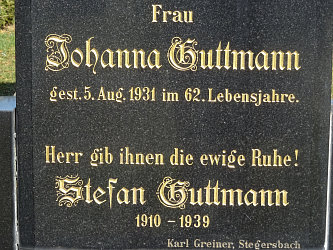 Frau
Johanna Guttmann
gest. 5. Aug. 1931 im 62. Lebensjahre.
Herr gib ihnen die ewige Ruhe!
Stefan Guttmann
1910 - 1939
Karl Greiner, Stegersbach